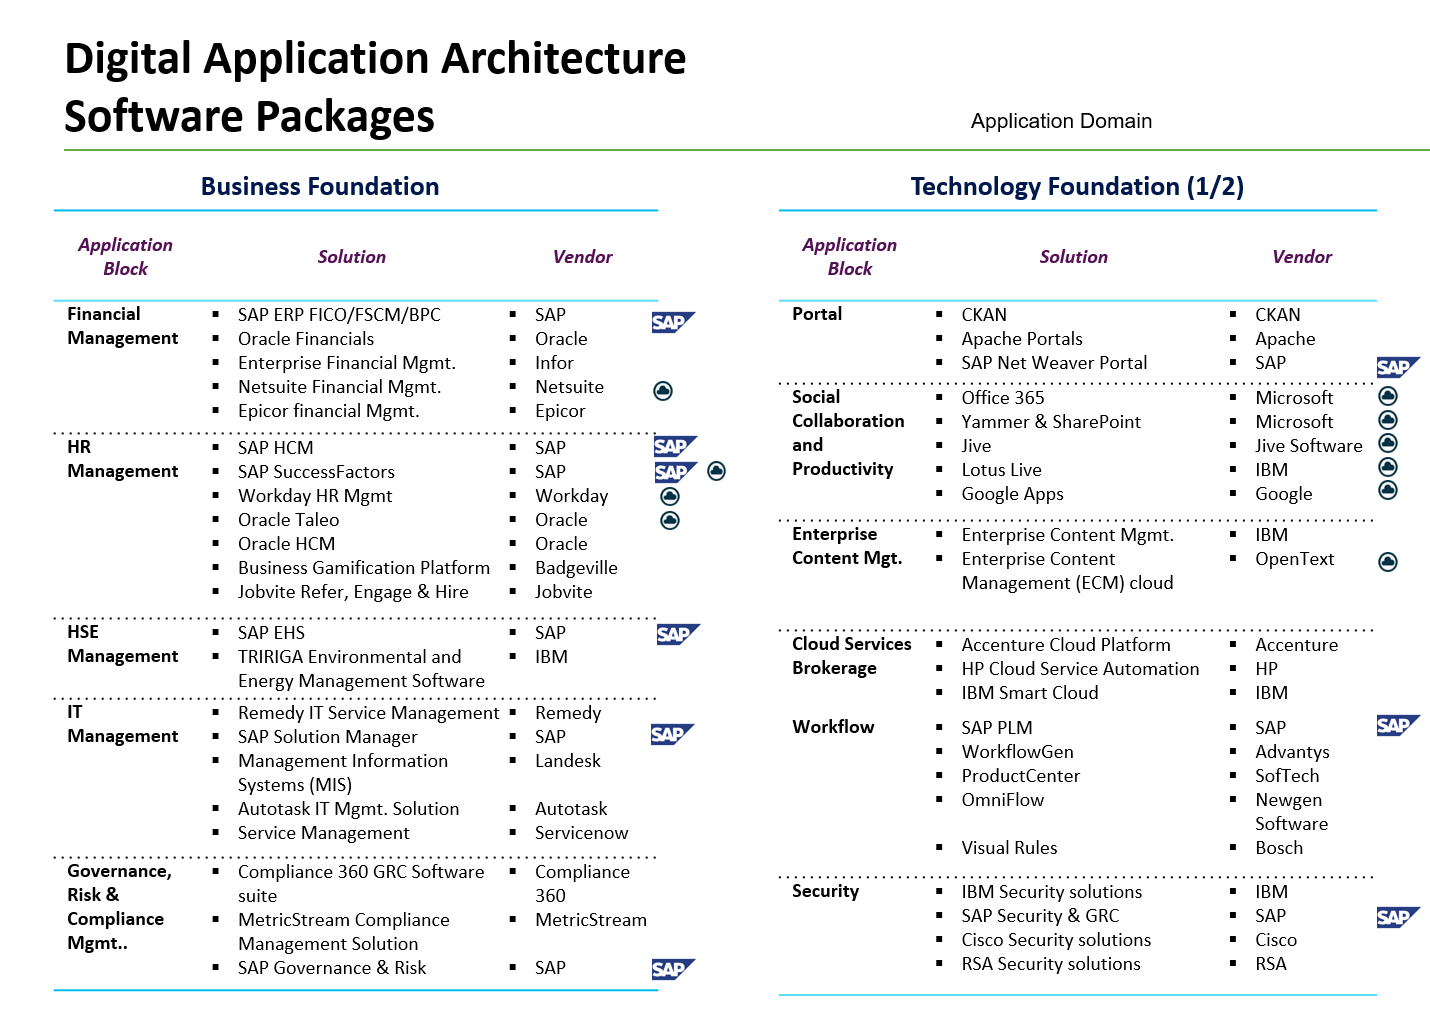 Digital Application Architecture
Software Packages
Application Domain
Business Foundation
Application
Block
Solution
Vendor
Financial
Management
▪ SAP ERP FICO/FSCM/BPC ▪ SAP SAP
▪ Oracle Financials ▪ Oracle
▪ Enterprise Financial Mgmt. ▪ Infor
▪ Netsuite Financial Mgmt. ▪ Netsuite
▪ Epicor financial Mgmt. ▪ Epicor
HR
Management
▪ SAP HCM ▪ SAP SAP
▪ SAP SuccessFactors ▪ SAP SAP
▪ Workday HR Mgmt ▪ Workday
▪ Oracle Taleo ▪ Oracle
▪ Oracle HCM ▪ Oracle
▪ Business Gamification Platform ▪ Badgeville
▪ Jobvite Refer, Engage & Hire ▪ Jobvite
HSE
Management
▪ SAP EHS ▪ SAP SAP
▪ TRIRIGA Environmental and ▪ IBM
Energy Management Software
IT
Management
▪ Remedy IT Service Management ▪ Remedy
▪ SAP Solution Manager ▪ SAP SAP
▪ Management Information ▪ Landesk
Systems (MIS)
▪ Autotask IT Mgmt. Solution ▪ Autotask
▪ Service Management ▪ Servicenow
Governance,
Risk &
Compliance
Mgmt..
▪ Compliance 360 GRC Software ▪ Compliance
suite 360
▪ MetricStream Compliance ▪ MetricStream
Management Solution
▪ SAP Governance & Risk ▪ SAP SAP
Technology Foundation (1/2)
Application
Block
Solution
Vendor
Portal
▪ CKAN ▪ CKAN
▪ Apache Portals ▪ Apache
▪ SAP Net Weaver Portal ▪ SAP SAP
Social
Collaboration
and
Productivity
▪ Office 365 ▪ Microsoft
▪ Yammer & SharePoint ▪ Microsoft
▪ Jive ▪ Jive Software
▪ Lotus Live ▪ IBM
▪ Google Apps ▪ Google
Enterprise
Content Mgt.
▪ Enterprise Content Mgmt. ▪ IBM
▪ Enterprise Content ▪ OpenText
Management (ECM) cloud
Cloud Services
Brokerage
▪ Accenture Cloud Platform ▪ Accenture
▪ HP Cloud Service Automation ▪ HP
▪ IBM Smart Cloud ▪ IBM
Workflow
▪ SAP PLM ▪ SAP SAP
▪ WorkflowGen ▪ Advantys
▪ ProductCenter ▪ SofTech
▪ OmniFlow ▪ Newgen
Software
▪ Visual Rules ▪ Bosch
Security
▪ IBM Security solutions ▪ IBM
▪ SAP Security & GRC ▪ SAP SAP
▪ Cisco Security solutions ▪ Cisco
▪ RSA Security solutions ▪ RSA